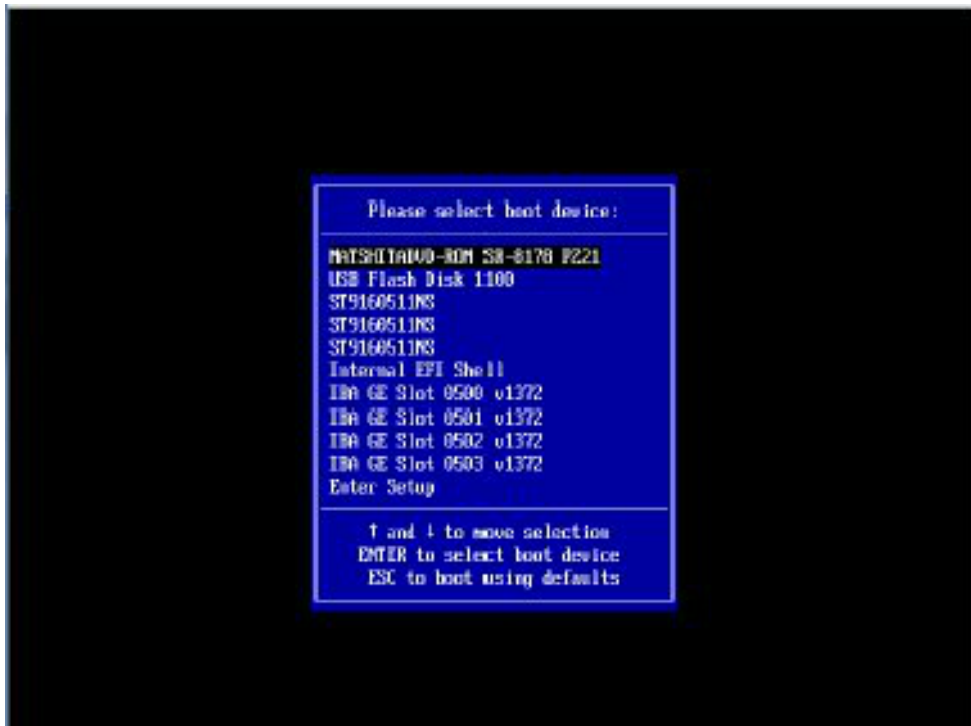 Please select boot device:
MATSHITADVD-ROM SR-8178 PZ21
USB Flash Disk 1100
ST9160511NS
ST9160511NS
ST9160511NS
Internal EFI Shell
IBA GE Slot 0500 v1372
IBA GE Slot 0501 v1372
IBA GE Slot 0502 v1372
IBA GE Slot 0503 v1372
Enter Setup
↑ and ↓ to move selection
ENTER to select boot device
ESC to boot using defaults